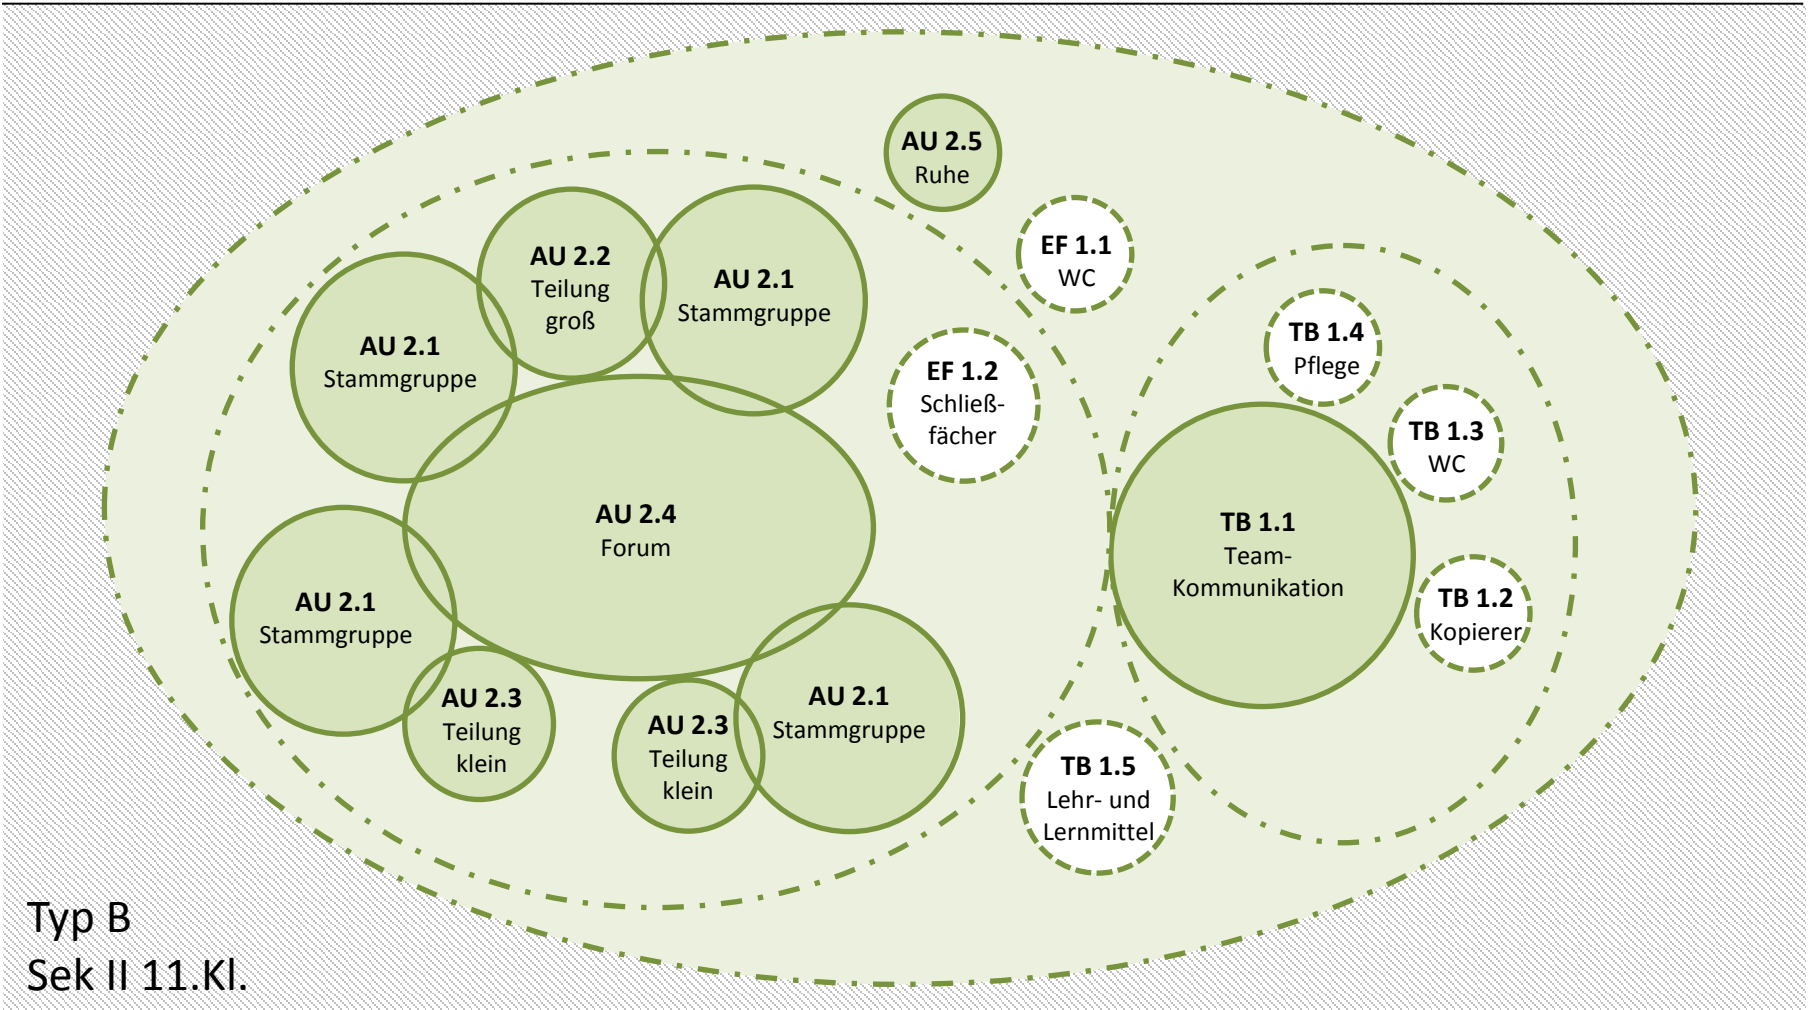 AU 2.5
Ruhe
EF 1.1
WC
AU 2.2
Teilung
groß
AU 2.1
Stammgruppe
AU 2.1
Stammgruppe
EF 1.2
Schließ-
fächer
TB 1.4
Pflege
TB 1.3
WC
AU 2.4
Forum
TB 1.1
Team-
Kommunikation
TB 1.2
Kopierer
AU 2.1
Stammgruppe
AU 2.3
Teilung
klein
AU 2.3
Teilung
klein
AU 2.1
Stammgruppe
TB 1.5
Lehr- und
Lernmittel
Typ B
Sek II 11.Kl.